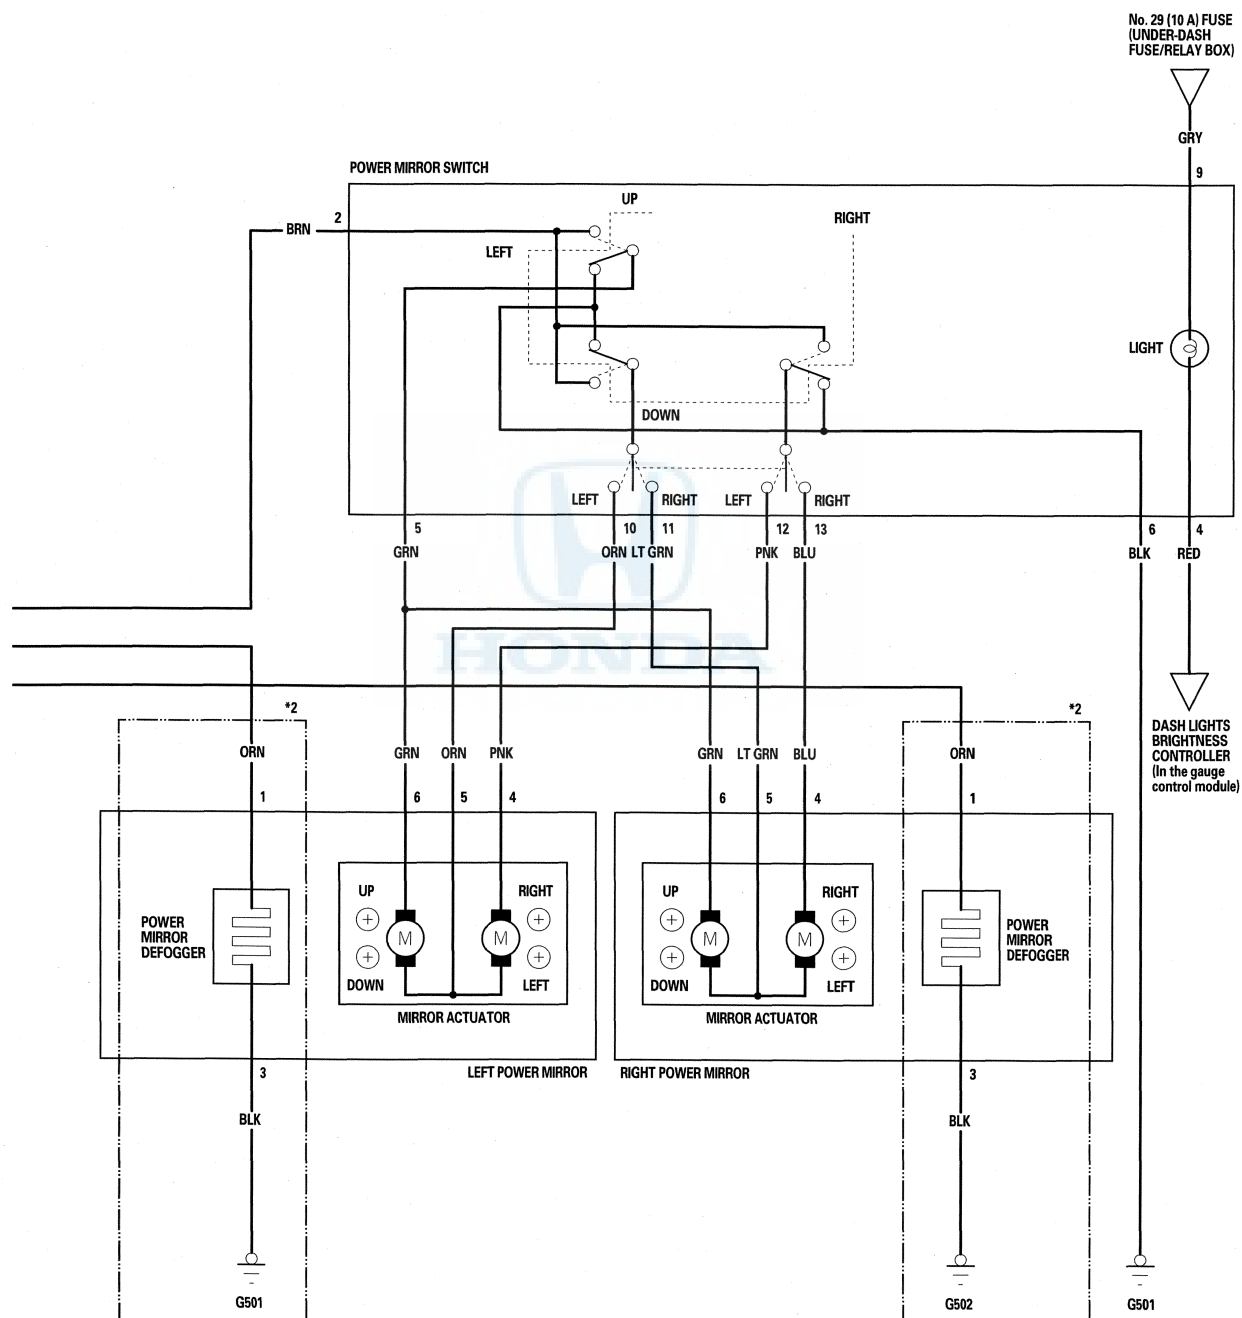 No. 29 (10 A) FUSE
(UNDER-DASH
FUSE/RELAY BOX)
GRY
9
POWER MIRROR SWITCH
UP
RIGHT
2
BRN
LEFT
LIGHT
DOWN
LEFT
RIGHT
LEFT
RIGHT
5
10
11
12
13
6
4
GRN
ORN
LT GRN
PNK
BLU
BLK
RED
HONDA
*2
*2
DASH LIGHTS
BRIGHTNESS
CONTROLLER
(In the gauge
control module)
ORN
GRN
ORN
PNK
GRN
LT GRN
BLU
ORN
1
6
5
4
6
5
4
1
UP
RIGHT
UP
RIGHT
POWER
MIRROR
DEFOGGER
M
M
M
M
POWER
MIRROR
DEFOGGER
DOWN
LEFT
DOWN
LEFT
MIRROR ACTUATOR
MIRROR ACTUATOR
3
LEFT POWER MIRROR
RIGHT POWER MIRROR
3
BLK
BLK
G501
G502
G501